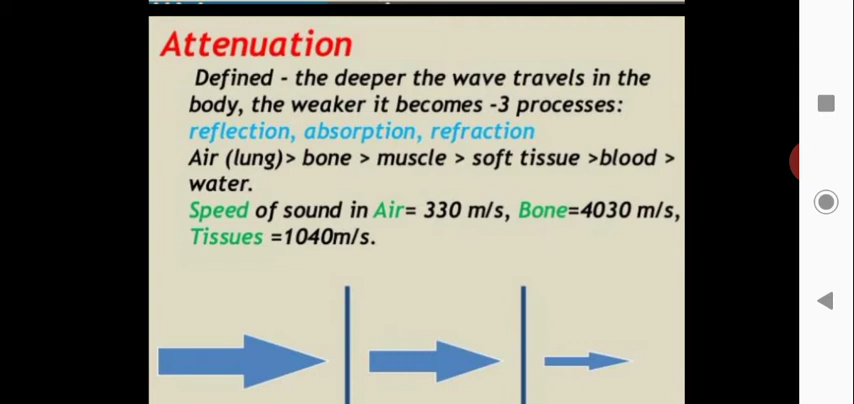 Attenuation
Defined - the deeper the wave travels in the
body, the weaker it becomes -3 processes:
reflection, absorption, refraction
Air (lung)> bone > muscle > soft tissue >blood >
water.
Speed of sound in Air= 330 m/s, Bone=4030 m/s,
Tissues =1040m/s.